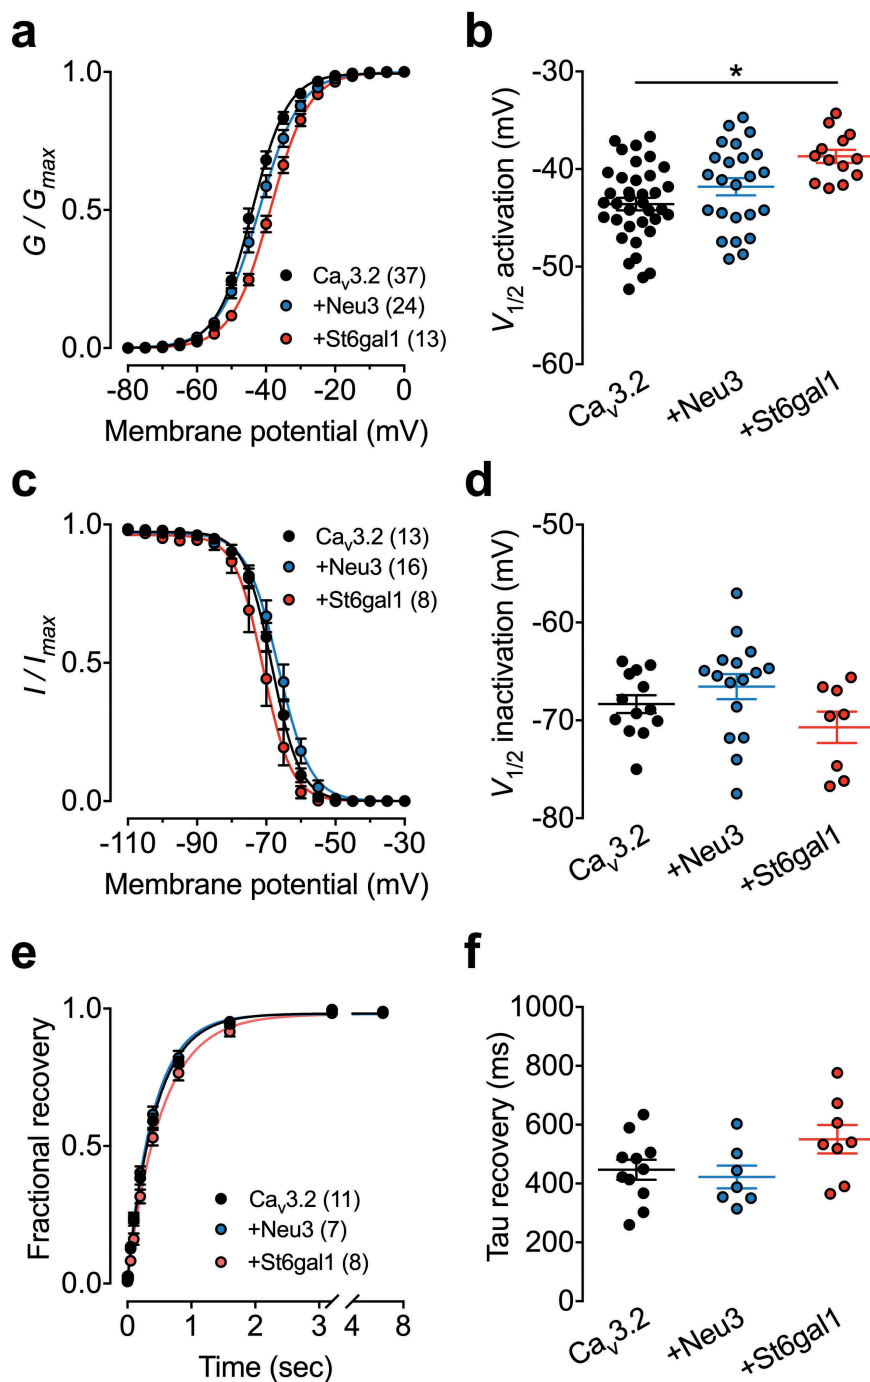 a
1.0
0.5
0.0
G / Gmax
Cav3.2 (37)
+Neu3 (24)
+St6gal1 (13)
-80 -60 -40 -20 0
Membrane potential (mV)
b
*
-30
-40
-50
-60
V1/2 activation (mV)
Cav3.2
+Neu3
+St6gal1
c
1.0
0.5
0.0
I / Imax
Cav3.2 (13)
+Neu3 (16)
+St6gal1 (8)
-110 -90 -70 -50 -30
Membrane potential (mV)
d
-50
-60
-70
-80
V1/2 inactivation (mV)
Cav3.2
+Neu3
+St6gal1
e
1.0
0.5
0.0
Fractional recovery
Cav3.2 (11)
+Neu3 (7)
+St6gal1 (8)
0 1 2 3 4 8
Time (sec)
f
1000
800
600
400
200
0
Tau recovery (ms)
Cav3.2
+Neu3
+St6gal1